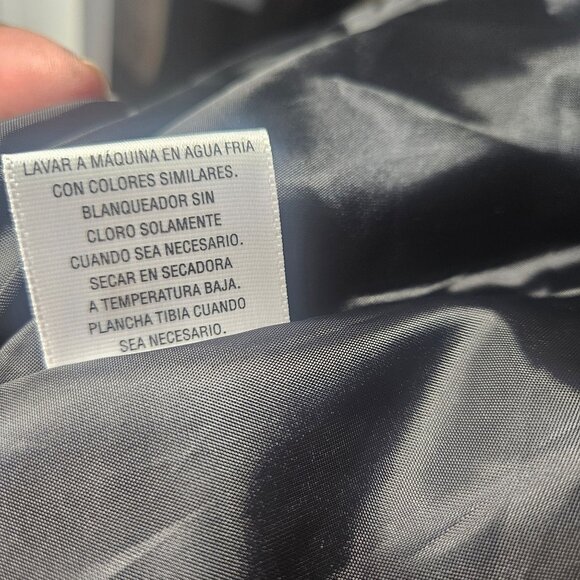 LAVAR A MÁQUINA EN AGUA FRIA
CON COLORES SIMILARES.
BLANQUEADOR SIN
CLORO SOLAMENTE
CUANDO SEA NECESARIO.
SECAR EN SECADORA
A TEMPERATURA BAJA.
PLANCHA TIBIA CUANDO
SEA NECESARIO.